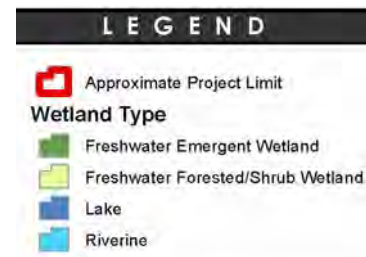 LEGEND
Approximate Project Limit
Wetland Type
Freshwater Emergent Wetland
Freshwater Forested/Shrub Wetland
Lake
Riverine